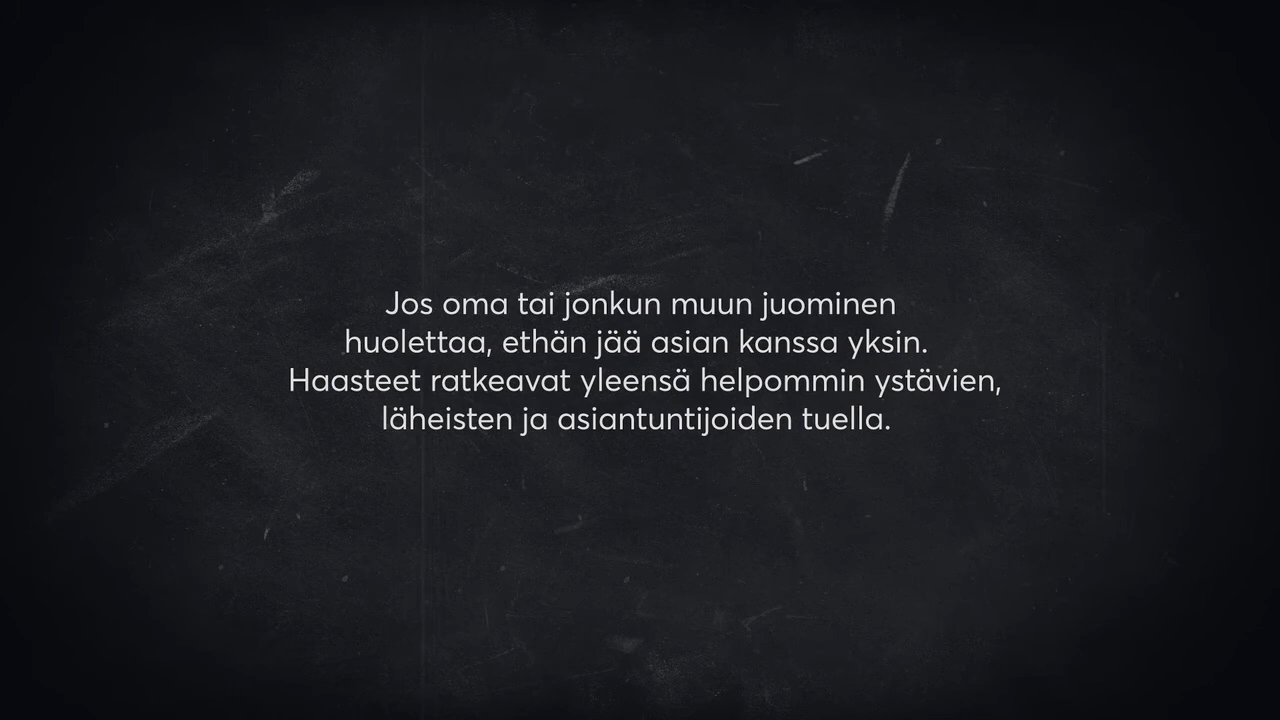 Jos oma tai jonkun muun juominen
huolettaa, ethän jää asian kanssa yksin.
Haasteet ratkeavat yleensä helpommin ystävien,
läheisten ja asiantuntijoiden tuella.